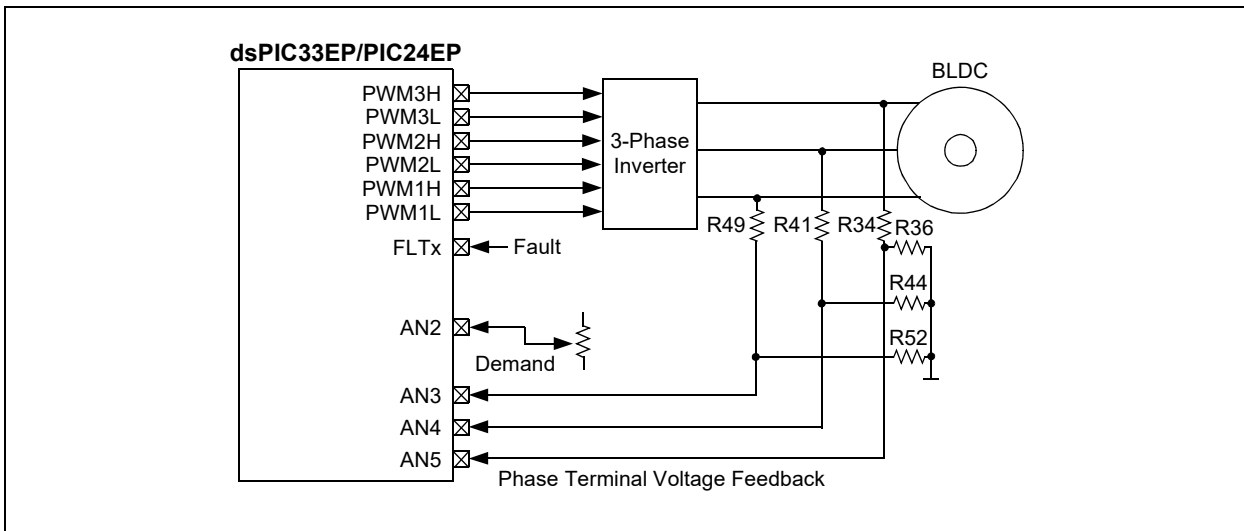 dsPIC33EP/PIC24EP
BLDC
PWM3H
PWM3L
PWM2H
PWM2L
PWM1H
PWM1L
3-Phase
Inverter
R49
R41
R34
R36
FLTx
Fault
R44
AN2
R52
Demand
AN3
AN4
AN5
Phase Terminal Voltage Feedback